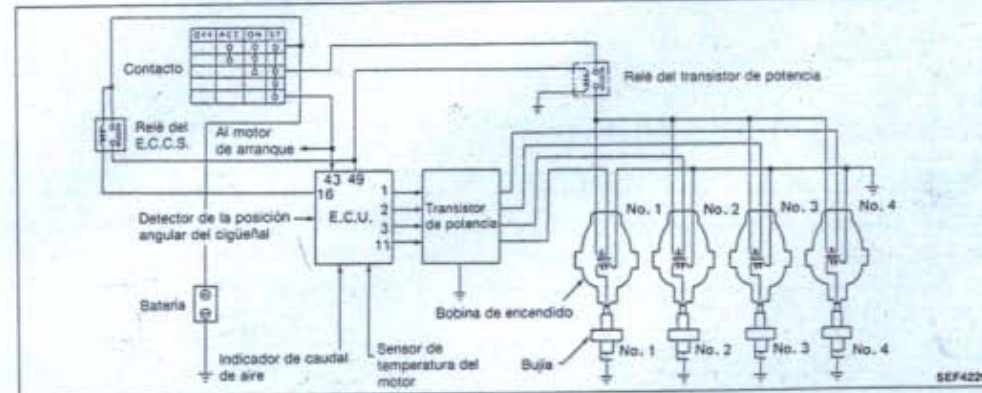 OFF ACC ON ST
Contacto
Relé del transistor de potencia
Relé del
E.C.C.S.
Al motor
de arranque
43 49
16
E.C.U.
1
2
3
11
Transistor
de potencia
Detector de la posición
angular del cigüeñal
No. 1 No. 2 No. 3 No. 4
Batería
Bobina de encendido
Indicador de caudal
de aire
Sensor de
temperatura del
motor
Bujía
No. 1 No. 2 No. 3 No. 4